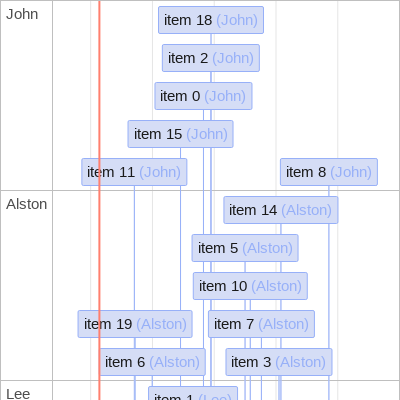 John
item 18 (John)
item 2 (John)
item 0 (John)
item 15 (John)
item 11 (John)
item 8 (John)
Alston
item 14 (Alston)
item 5 (Alston)
item 10 (Alston)
item 19 (Alston)
item 7 (Alston)
item 6 (Alston)
item 3 (Alston)
Lee
item 1 (Lee)